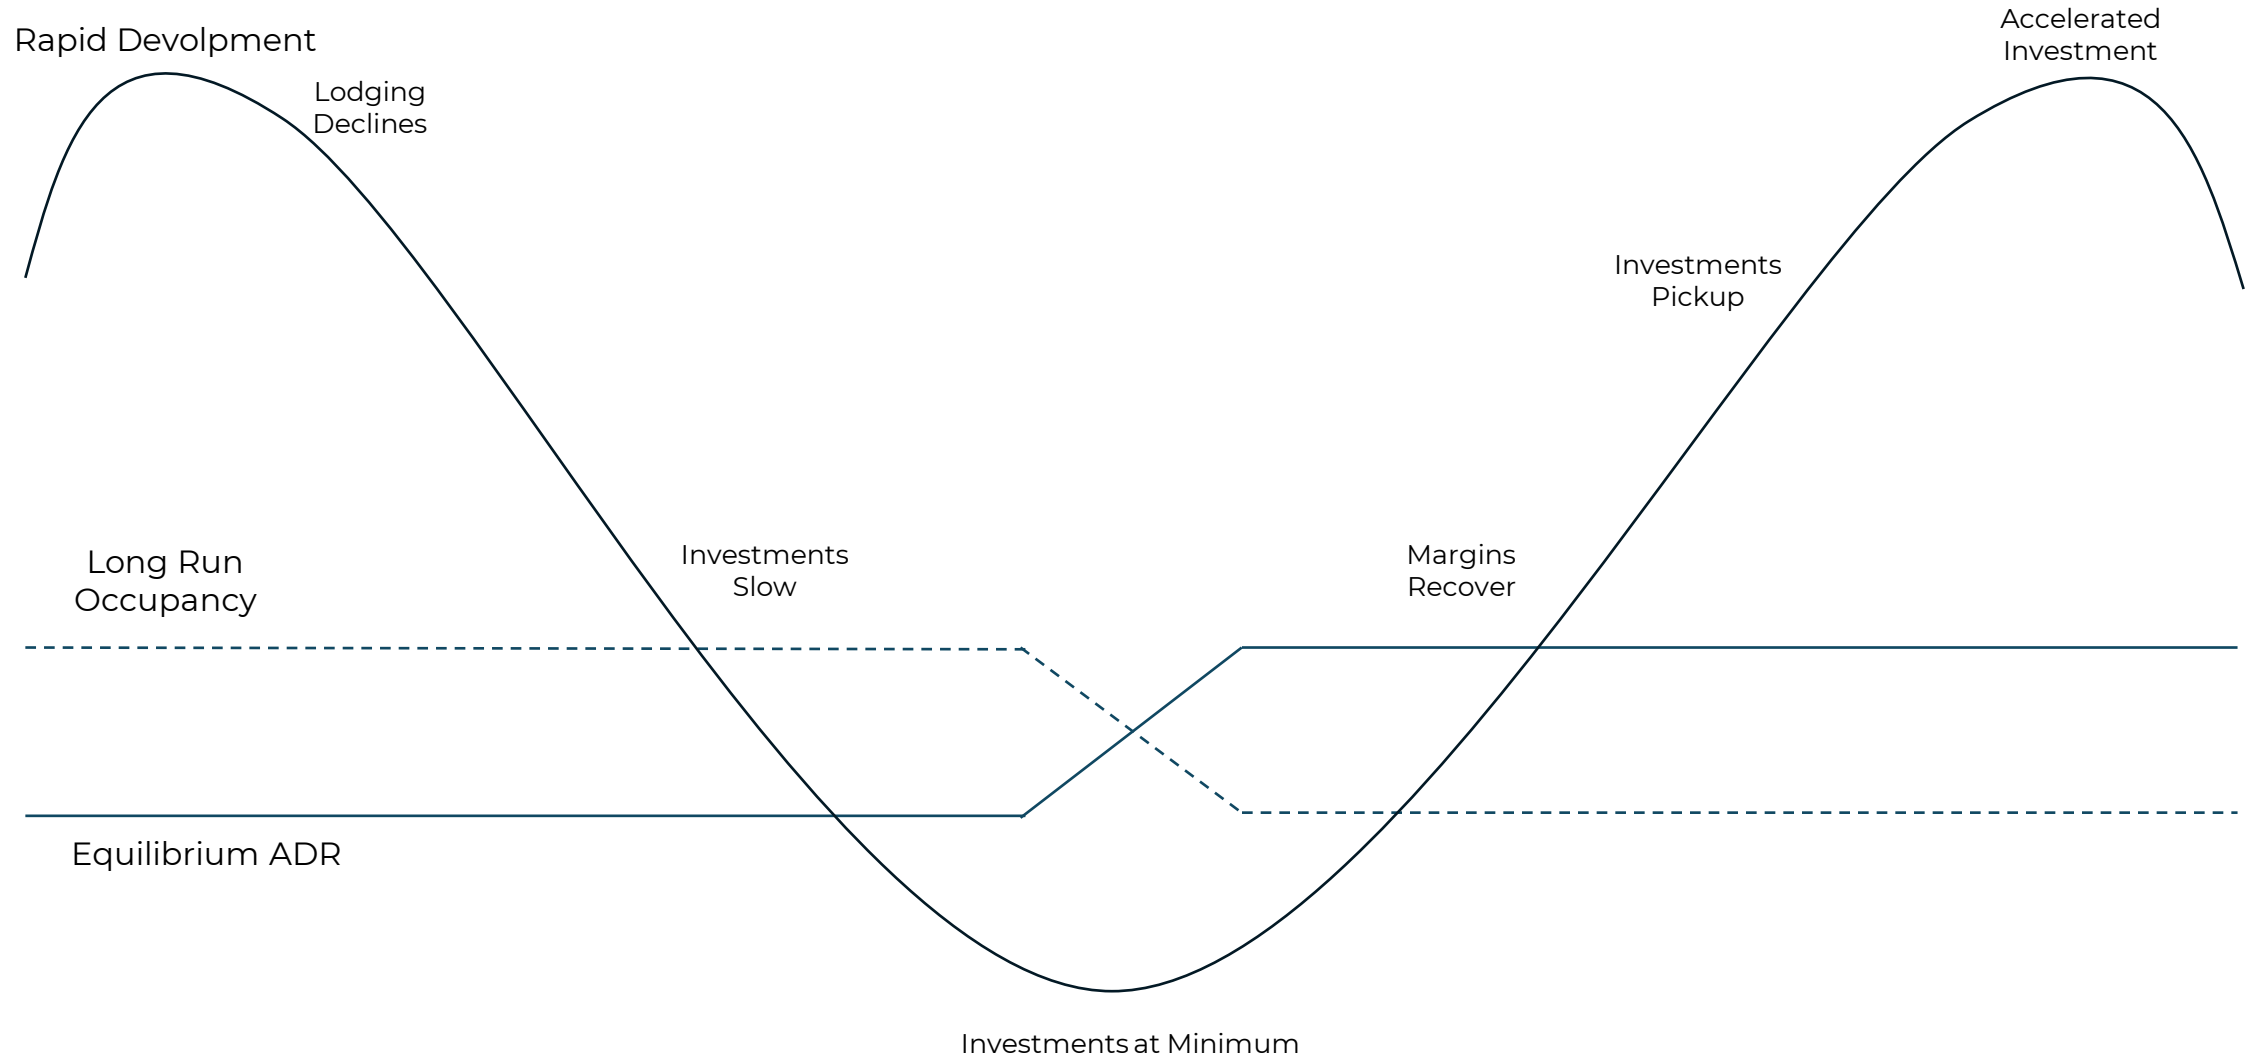 Rapid Devolpment
Lodging
Declines
Accelerated
Investment
Investments
Pickup
Long Run
Occupancy
Investments
Slow
Margins
Recover
Equilibrium ADR
Investments at Minimum